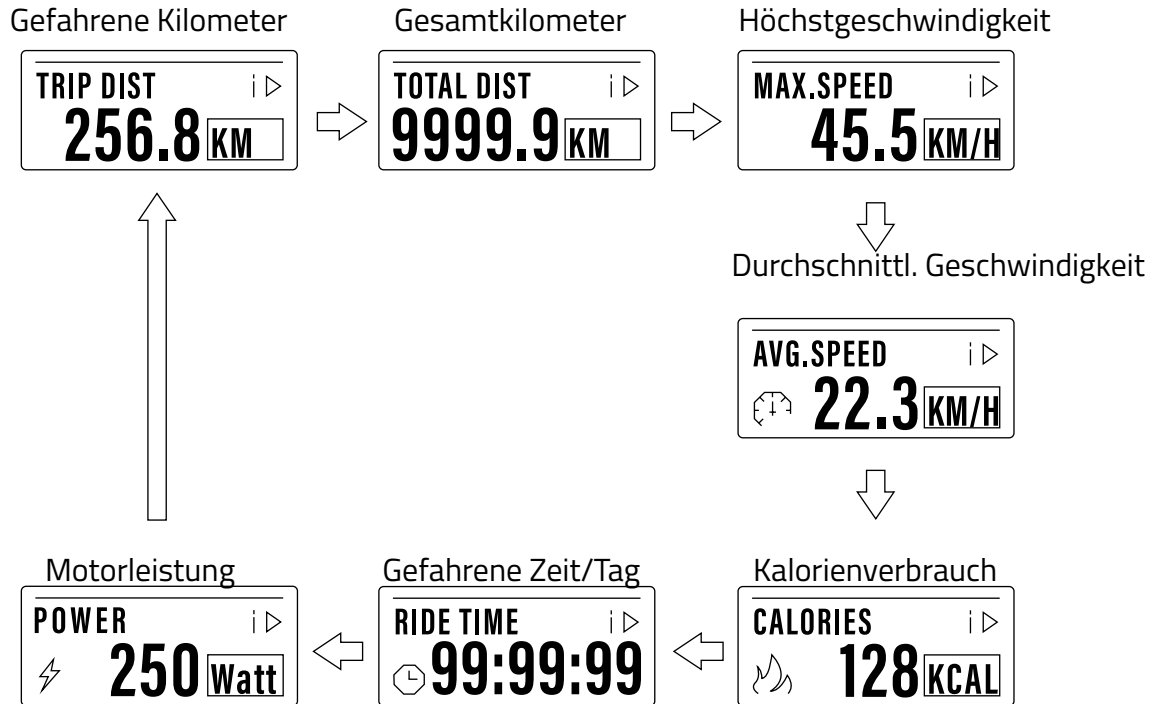 Gefahrene Kilometer
TRIP DIST i
256.8 KM
Gesamtkilometer
TOTAL DIST i
9999.9 KM
Höchstgeschwindigkeit
MAX.SPEED i
45.5 KM/H
Durchschnittl. Geschwindigkeit
AVG.SPEED i
22.3 KM/H
Kalorienverbrauch
CALORIES i
128 KCAL
Gefahrene Zeit/Tag
RIDE TIME i
99:99:99
Motorleistung
POWER i
250 Watt